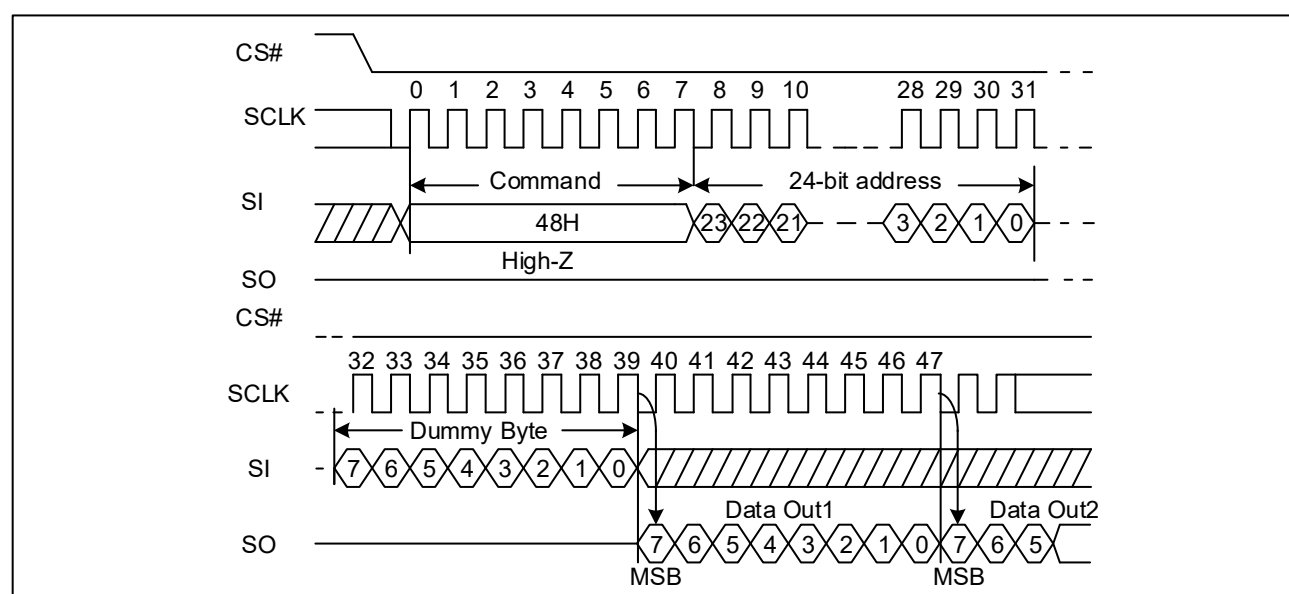 CS#
0 1 2 3 4 5 6 7 8 9 10 28 29 30 31
SCLK
Command 24-bit address
SI
48H 23 22 21 3 2 1 0
High-Z
SO
CS#
32 33 34 35 36 37 38 39 40 41 42 43 44 45 46 47
SCLK
Dummy Byte
SI 7 6 5 4 3 2 1 0
Data Out1 Data Out2
SO 7 6 5 4 3 2 1 0 7 6 5
MSB MSB